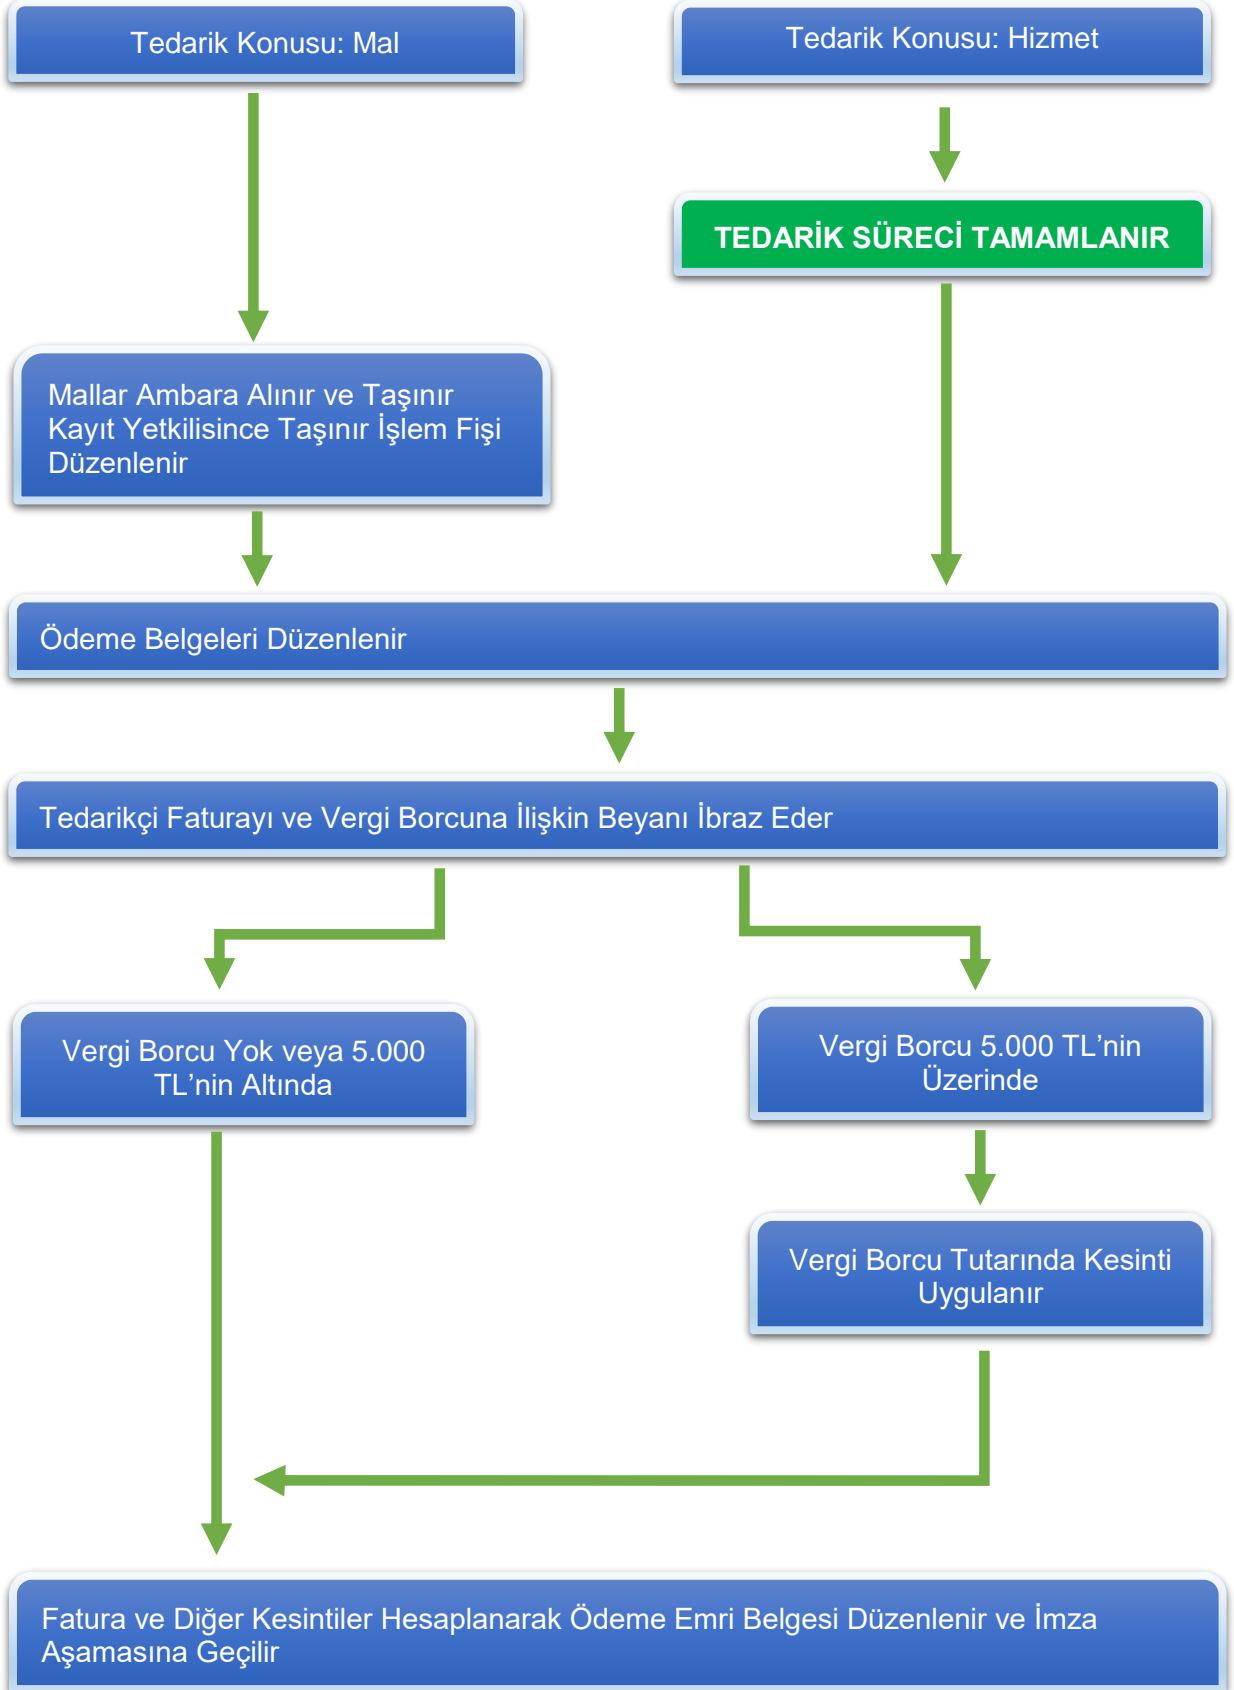 Tedarik Konusu: Mal
Tedarik Konusu: Hizmet
TEDARİK SÜRECİ TAMAMLANIR
Mallar Ambara Alınır ve Taşınır
Kayıt Yetkilisince Taşınır İşlem Fişi
Düzenlenir
Ödeme Belgeleri Düzenlenir
Tedarikçi Faturayı ve Vergi Borcuna İlişkin Beyanı İbraz Eder
Vergi Borcu Yok veya 5.000
TL’nin Altında
Vergi Borcu 5.000 TL’nin
Üzerinde
Vergi Borcu Tutarında Kesinti
Uygulanır
Fatura ve Diğer Kesintiler Hesaplanarak Ödeme Emri Belgesi Düzenlenir ve İmza
Aşamasına Geçilir